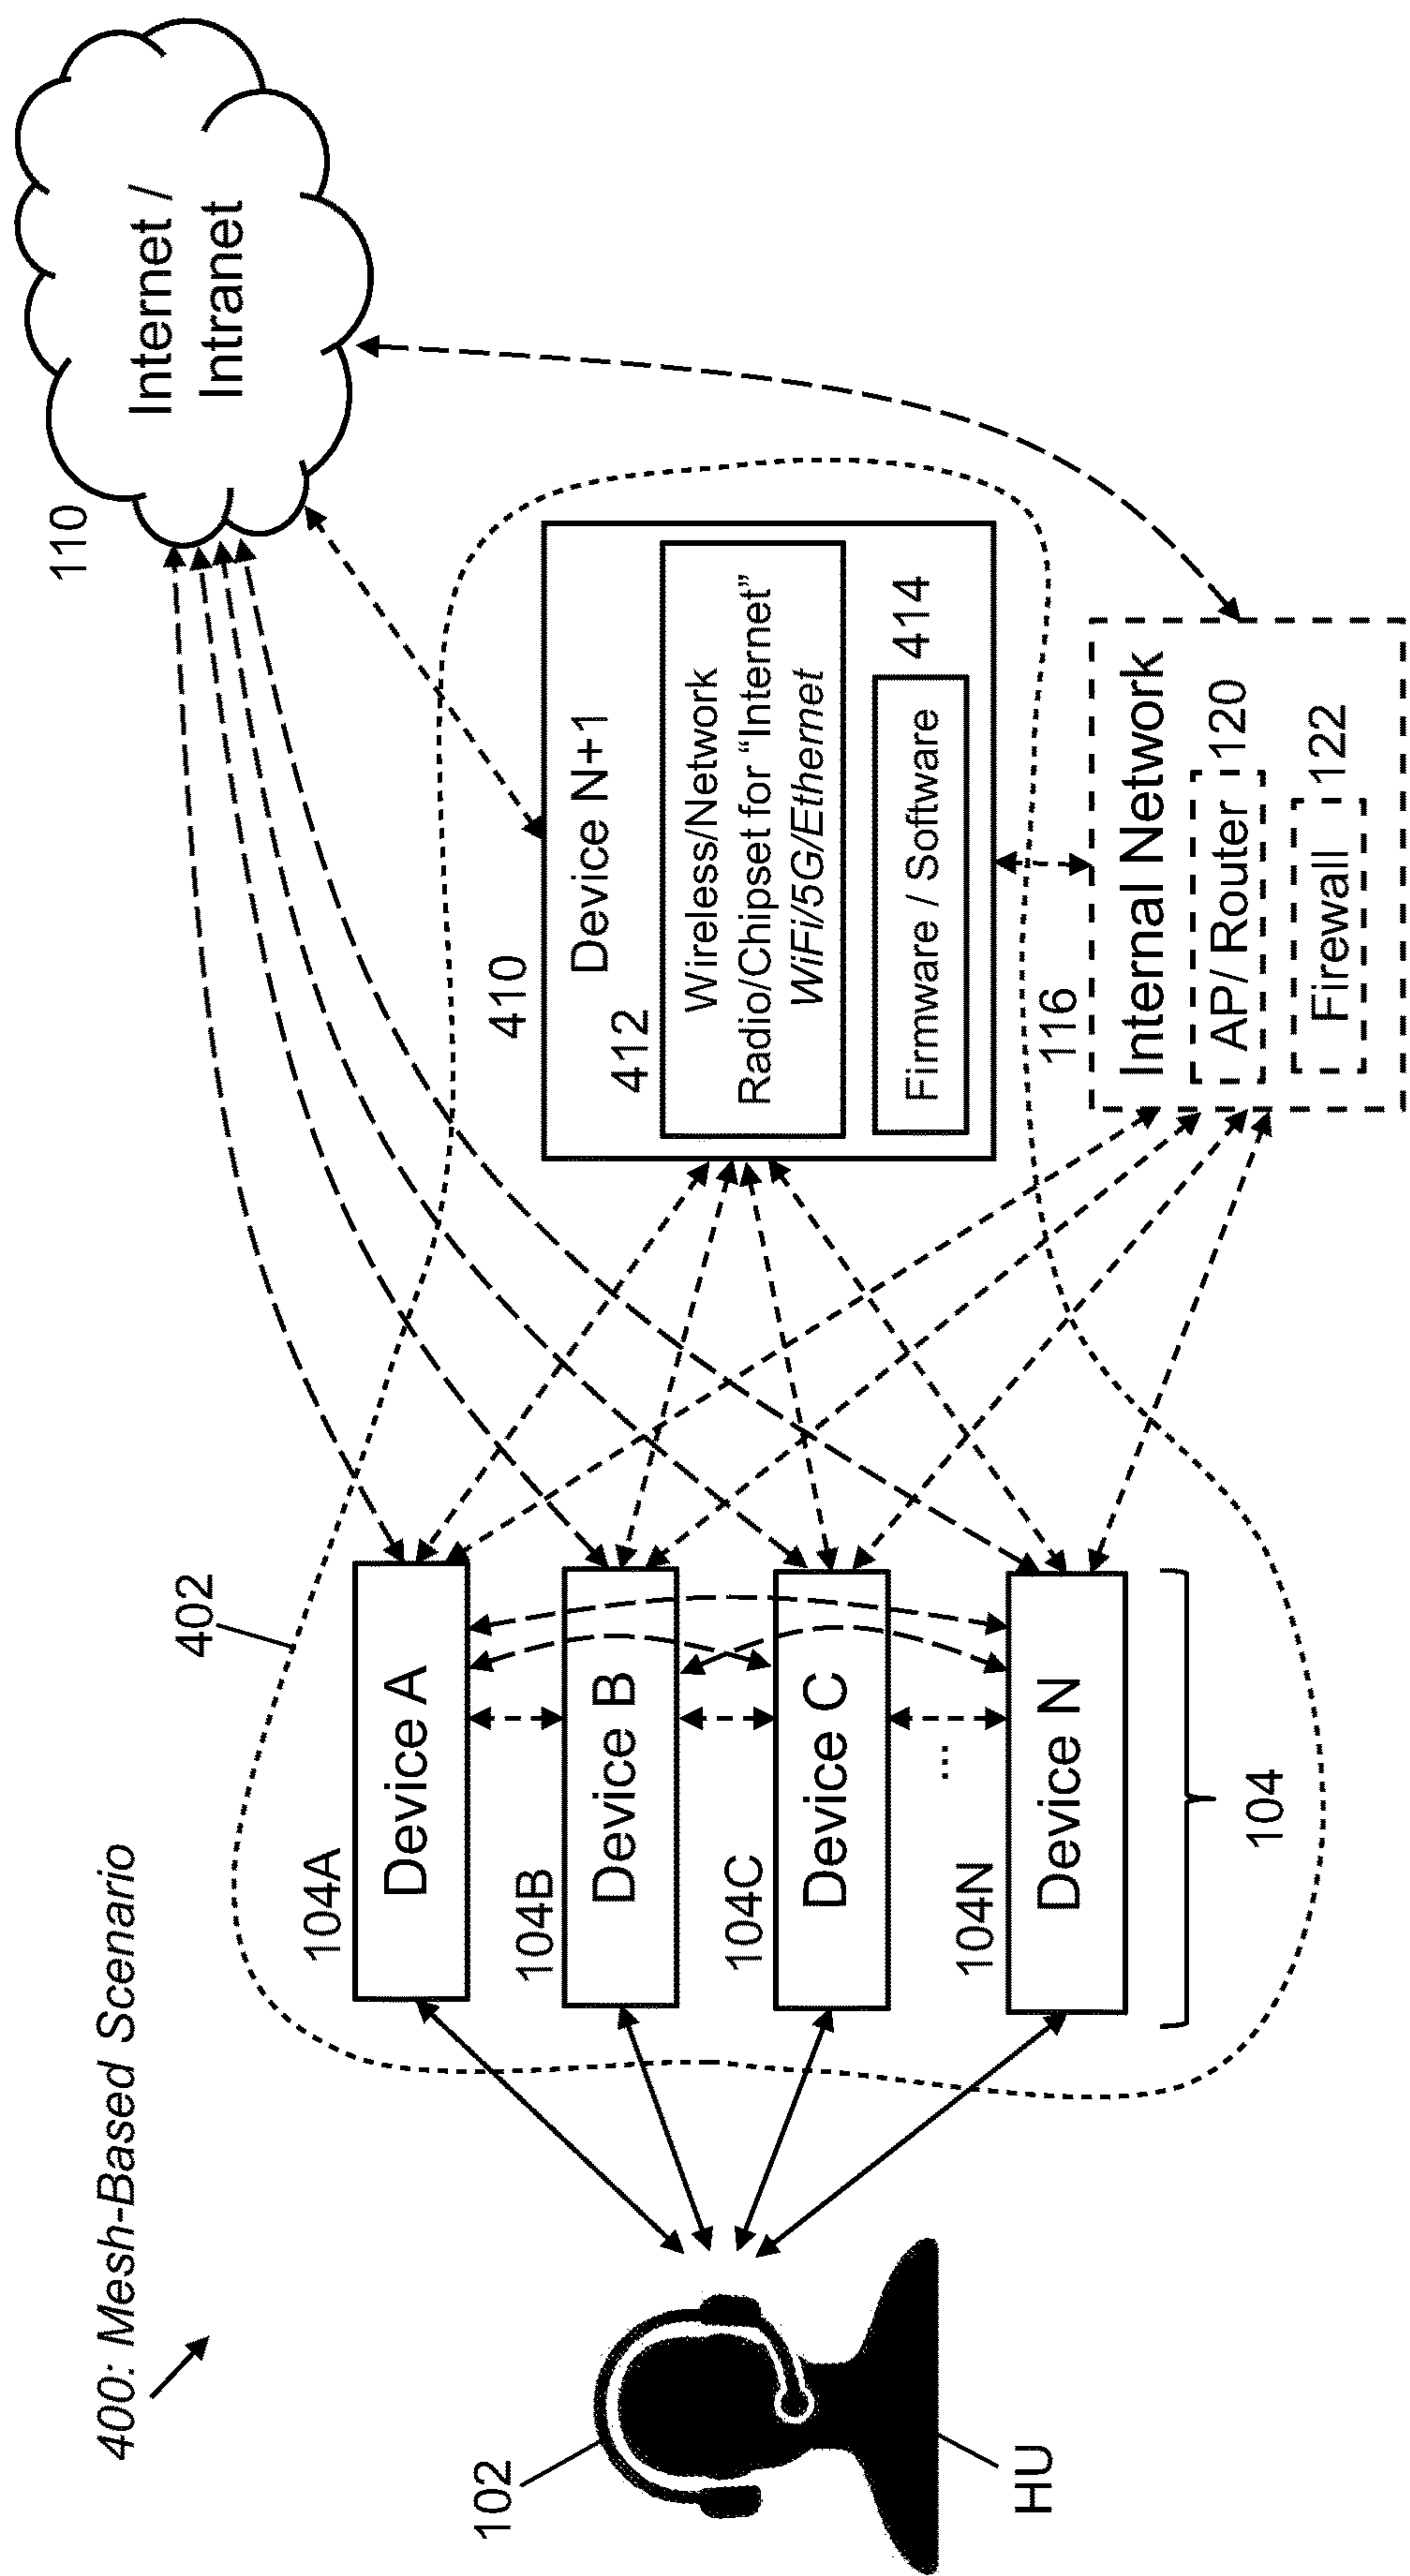 400: Mesh-Based Scenario
402
110
Internet /
Intranet
104A
Device A
104B
Device B
104C
Device C
...
104N
Device N
104
410
Device N+1
412
Wireless/Network
Radio/Chipset for “Internet”
WiFi/5G/Ethernet
Firmware / Software
414
116
Internal Network
AP/ Router
120
Firewall
122
102
HU